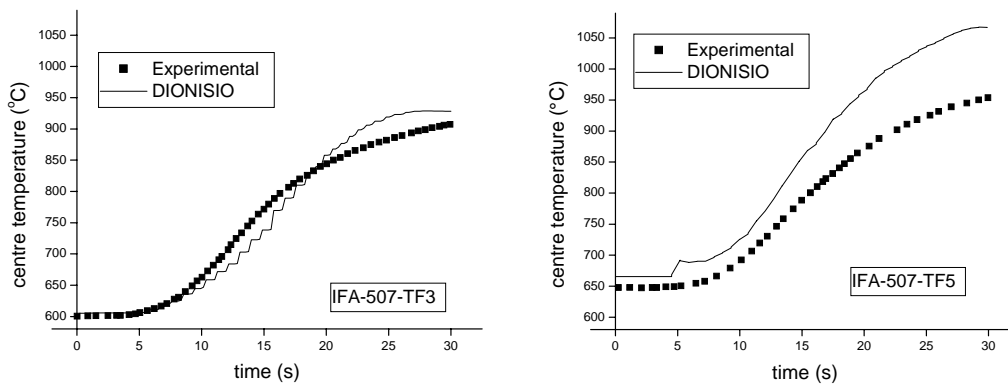 1050
1000
950
900
850
800
750
700
650
600
centre temperature (°C)
Experimental
DIONISIO
IFA-507-TF3
0 5 10 15 20 25 30
time (s)
1050
1000
950
900
850
800
750
700
650
600
centre temperature (°C)
Experimental
DIONISIO
IFA-507-TF5
0 5 10 15 20 25 30
time (s)